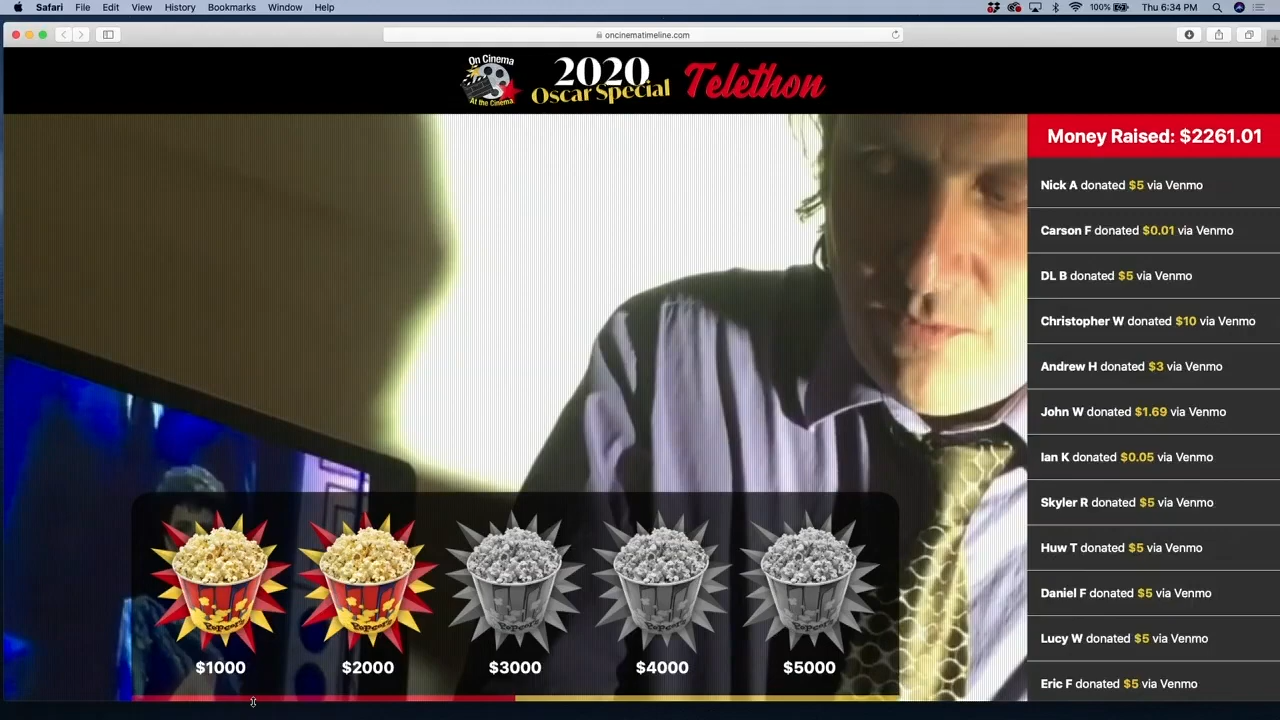 Safari File Edit View History Bookmarks Window Help 100% Thu 6:34 PM
oncinematimeline.com
On Cinema
At the Cinema
2020
Oscar Special
Telethon
Money Raised: $2261.01
Nick A donated $5 via Venmo
Carson F donated $0.01 via Venmo
DL B donated $5 via Venmo
Christopher W donated $10 via Venmo
Andrew H donated $3 via Venmo
John W donated $1.69 via Venmo
Ian K donated $0.05 via Venmo
Skyler R donated $5 via Venmo
Huw T donated $5 via Venmo
Daniel F donated $5 via Venmo
Lucy W donated $5 via Venmo
Eric F donated $5 via Venmo
Popcorn Popcorn Popcorn Popcorn Popcorn
$1000 $2000 $3000 $4000 $5000